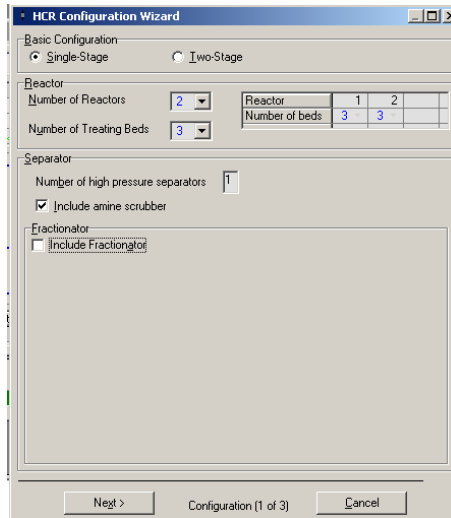 HCR Configuration Wizard
Basic Configuration
Single-Stage Two-Stage
Reactor
Number of Reactors 2 Reactor 1 2
Number of beds 3 3
Number of Treating Beds 3
Separator
Number of high pressure separators 1
Include amine scrubber
Fractionator
Include Fractionator
Next > Configuration (1 of 3) Cancel